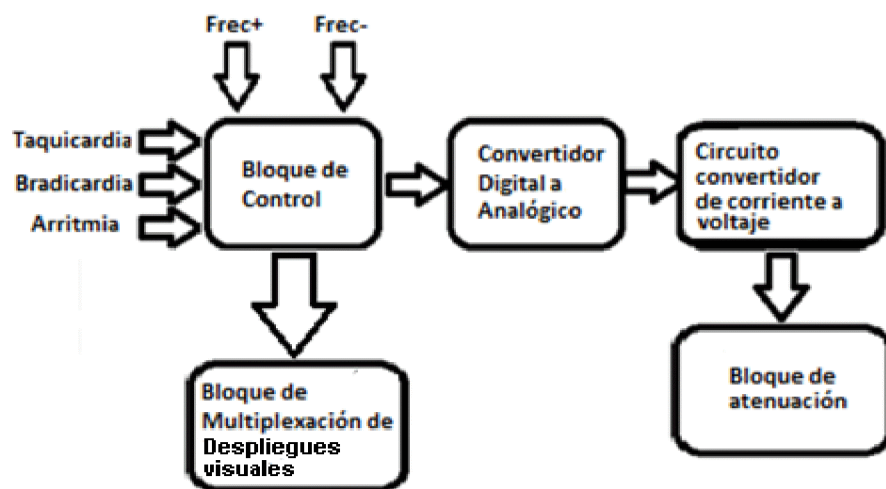 Frec+
Frec-
Taquicardia
Bradicardia
Arritmia
Bloque de
Control
Convertidor
Digital a
Analógico
Circuito
convertidor
de corriente a
voltaje
Bloque de
Multiplexación de
Despliegues
visuales
Bloque de
atenuación